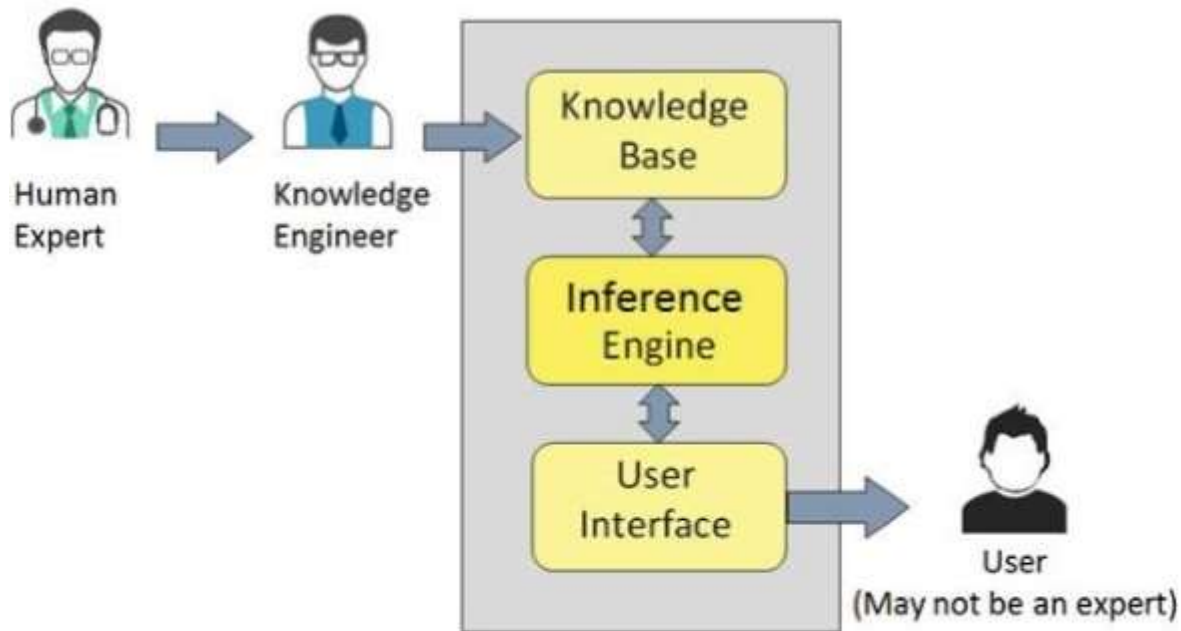 Human
Expert
Knowledge
Engineer
Knowledge
Base
Inference
Engine
User
Interface
User
(May not be an expert)